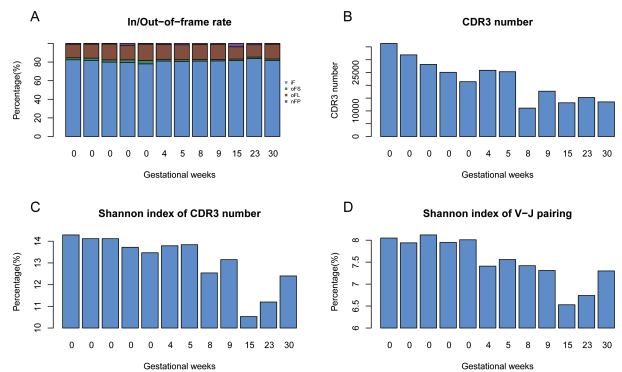 A
In/Out−of−frame rate
Percentage(%)
0 20 40 60 80
iF
oFS
oFL
nFP
0 0 0 0 0 4 5 8 9 15 23 30
Gestational weeks
B
CDR3 number
CDR3 number
10000 25000
0 0 0 0 0 4 5 8 9 15 23 30
Gestational weeks
C
Shannon index of CDR3 number
Percentage(%)
10 11 12 13 14
0 0 0 0 0 4 5 8 9 15 23 30
Gestational weeks
D
Shannon index of V−J pairing
Percentage(%)
6 6.5 7 7.5 8
0 0 0 0 0 4 5 8 9 15 23 30
Gestational weeks